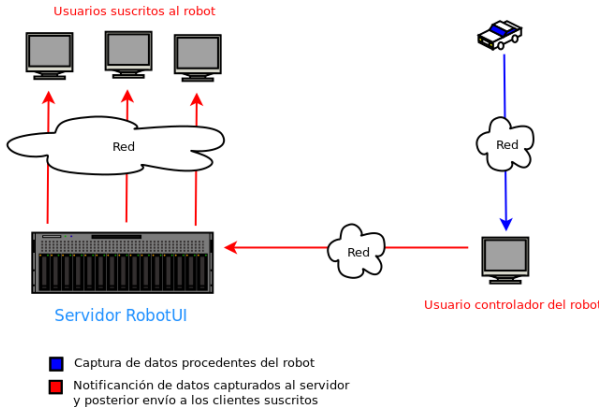 Usuarios suscritos al robot
Red
Red
Red
Usuario controlador del robot
Servidor RobotUI
Captura de datos procedentes del robot
Notificanción de datos capturados al servidor
y posterior envío a los clientes suscritos